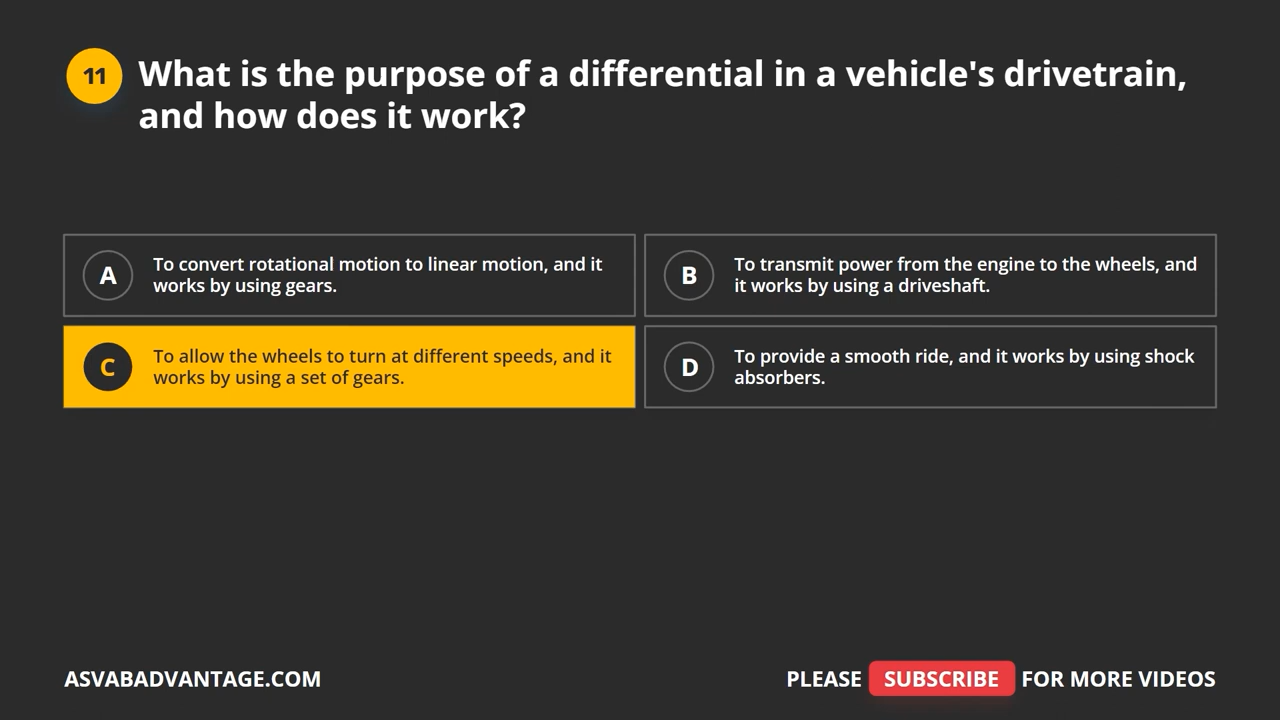 11
What is the purpose of a differential in a vehicle's drivetrain,
and how does it work?
A
To convert rotational motion to linear motion, and it
works by using gears.
B
To transmit power from the engine to the wheels, and
it works by using a driveshaft.
C
To allow the wheels to turn at different speeds, and it
works by using a set of gears.
D
To provide a smooth ride, and it works by using shock
absorbers.
ASVABADVANTAGE.COM
PLEASE SUBSCRIBE FOR MORE VIDEOS